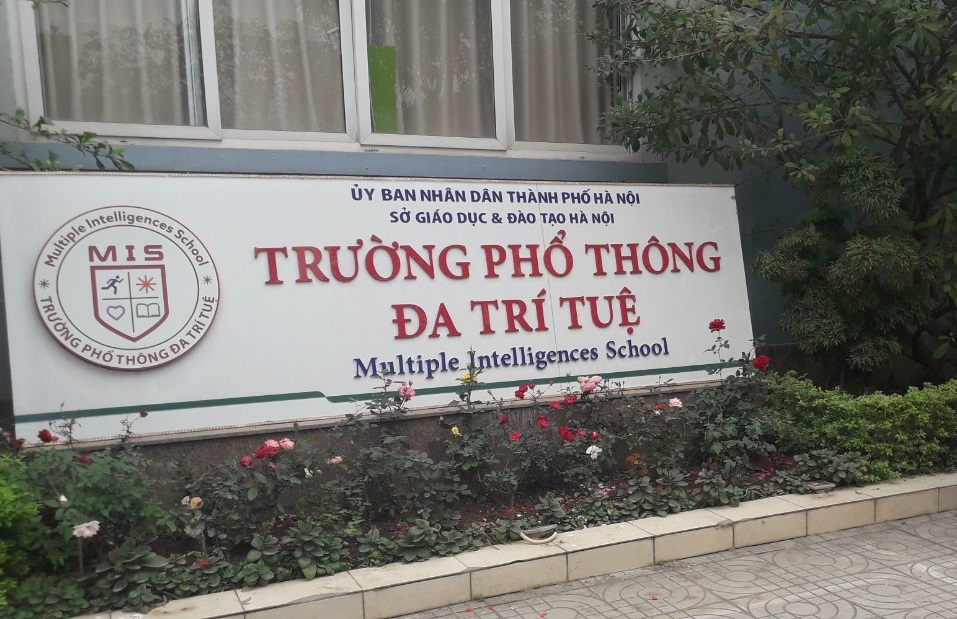 ỦY BAN NHÂN DÂN THÀNH PHỐ HÀ NỘI
SỞ GIÁO DỤC & ĐÀO TẠO HÀ NỘI
TRƯỜNG PHỔ THÔNG
ĐA TRÍ TUỆ
Multiple Intelligences School
Multiple Intelligences School
MIS
TRƯỜNG PHỔ THÔNG ĐA TRÍ TUỆ